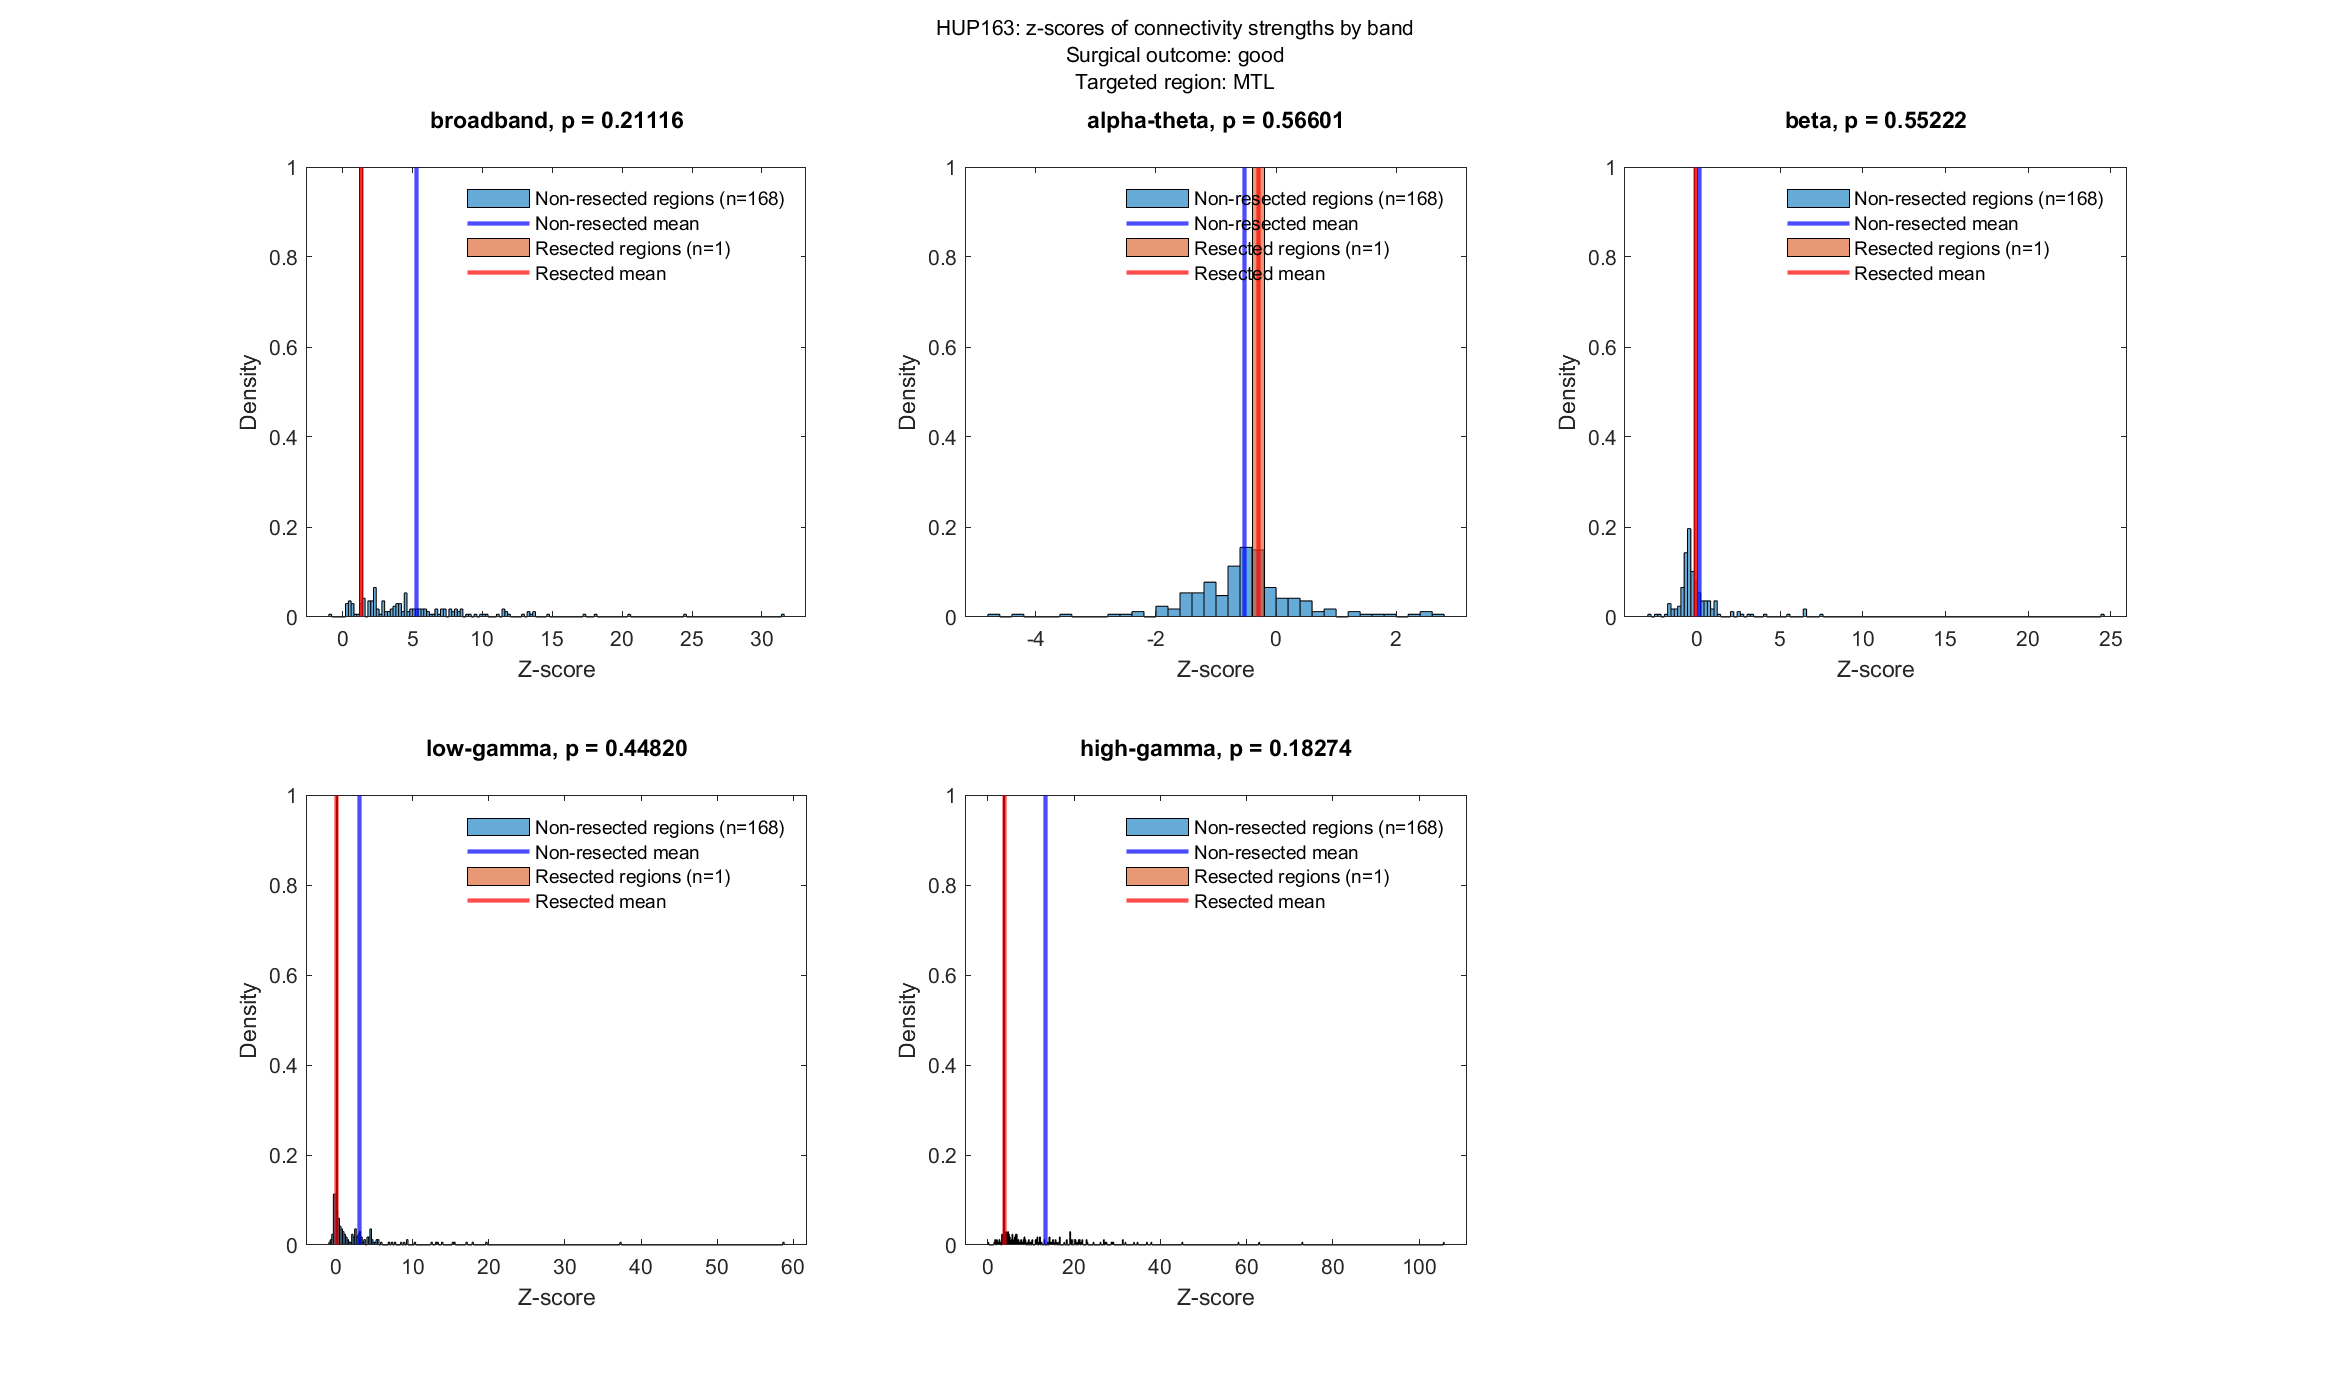 HUP163: z-scores of connectivity strengths by band
Surgical outcome: good
Targeted region: MTL
broadband, p = 0.21116
1
0.8
0.6
0.4
0.2
0
Density
0 5 10 15 20 25 30
Z-score
Non-resected regions (n=168)
Non-resected mean
Resected regions (n=1)
Resected mean
alpha-theta, p = 0.56601
1
0.8
0.6
0.4
0.2
0
Density
-4 -2 0 2
Z-score
Non-resected regions (n=168)
Non-resected mean
Resected regions (n=1)
Resected mean
beta, p = 0.55222
1
0.8
0.6
0.4
0.2
0
Density
0 5 10 15 20 25
Z-score
Non-resected regions (n=168)
Non-resected mean
Resected regions (n=1)
Resected mean
low-gamma, p = 0.44820
1
0.8
0.6
0.4
0.2
0
Density
0 10 20 30 40 50 60
Z-score
Non-resected regions (n=168)
Non-resected mean
Resected regions (n=1)
Resected mean
high-gamma, p = 0.18274
1
0.8
0.6
0.4
0.2
0
Density
0 20 40 60 80 100
Z-score
Non-resected regions (n=168)
Non-resected mean
Resected regions (n=1)
Resected mean